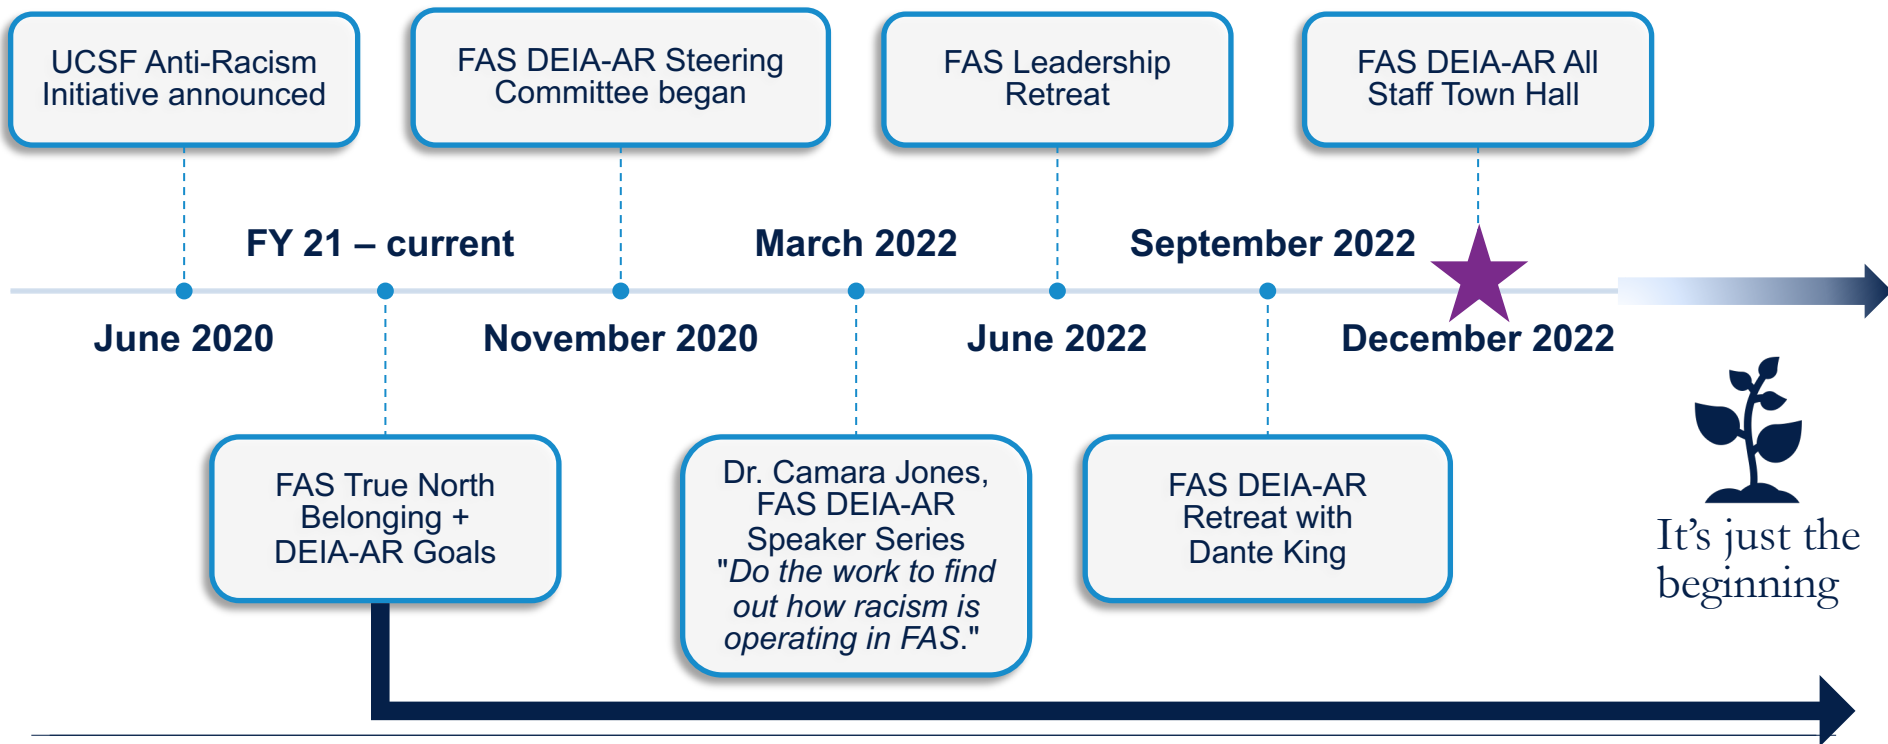 UCSF Anti-Racism
Initiative announced
FAS DEIA-AR Steering
Committee began
FAS Leadership
Retreat
FAS DEIA-AR All
Staff Town Hall
FY 21 – current
March 2022
September 2022
June 2020
November 2020
June 2022
December 2022
FAS True North
Belonging +
DEIA-AR Goals
Dr. Camara Jones,
FAS DEIA-AR
Speaker Series
"Do the work to find
out how racism is
operating in FAS."
FAS DEIA-AR
Retreat with
Dante King
It's just the
beginning